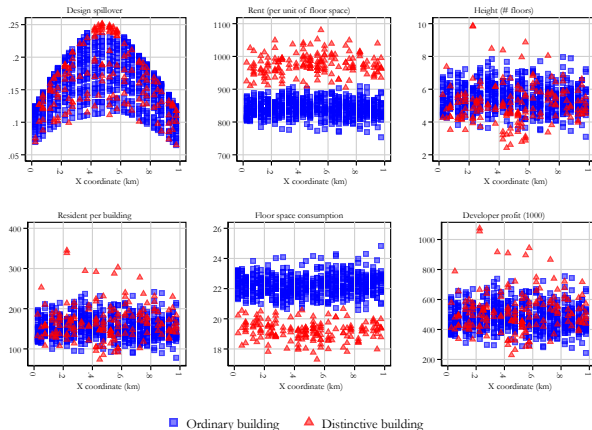 Design spillover
.25
.2
.15
.1
.05
0 .2 .4 .6 .8 1
X coordinate (km)
Rent (per unit of floor space)
1100
1000
900
800
700
0 .2 .4 .6 .8 1
X coordinate (km)
Height (# floors)
10
8
6
4
2
0 .2 .4 .6 .8 1
X coordinate (km)
Resident per building
400
300
200
100
0 .2 .4 .6 .8 1
X coordinate (km)
Floor space consumption
26
24
22
20
18
0 .2 .4 .6 .8 1
X coordinate (km)
Developer profit (1000)
1000
800
600
400
200
0 .2 .4 .6 .8 1
X coordinate (km)
Ordinary building Distinctive building